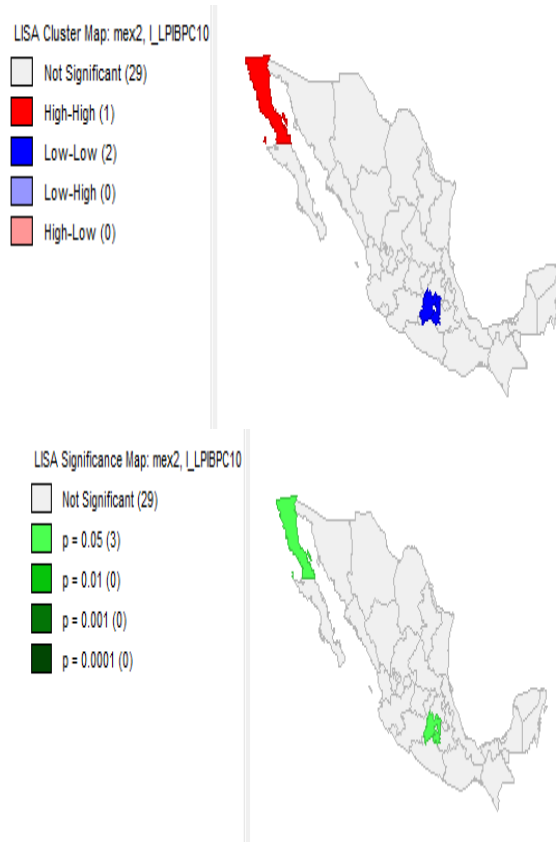 LISA Cluster Map: mex2, I_LPIBPC10
Not Significant (29)
High-High (1)
Low-Low (2)
Low-High (0)
High-Low (0)
LISA Significance Map: mex2, I_LPIBPC10
Not Significant (29)
p = 0.05 (3)
p = 0.01 (0)
p = 0.001 (0)
p = 0.0001 (0)